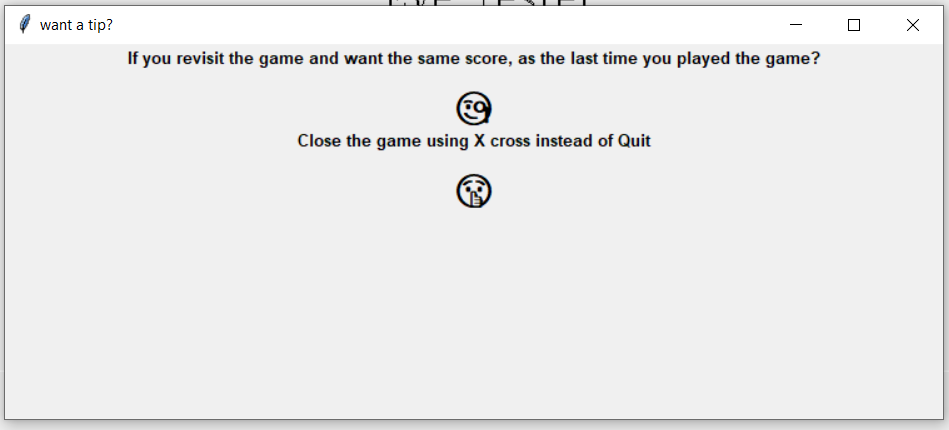 want a tip?
If you revisit the game and want the same score, as the last time you played the game?
🧐
Close the game using X cross instead of Quit
🤫